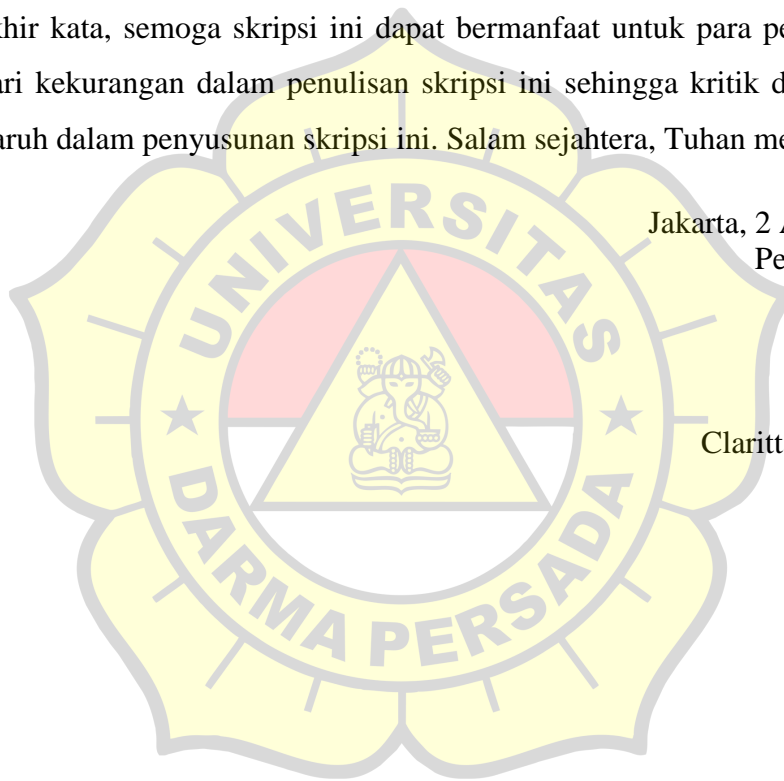 khir kata, semoga skripsi ini dapat bermanfaat untuk para pe
ari kekurangan dalam penulisan skripsi ini sehingga kritik d
aruh dalam penyusunan skripsi ini. Salam sejahtera, Tuhan me
Jakarta, 2 A
Pe
Claritt
UNIVERSITAS
DARMA PERSADA